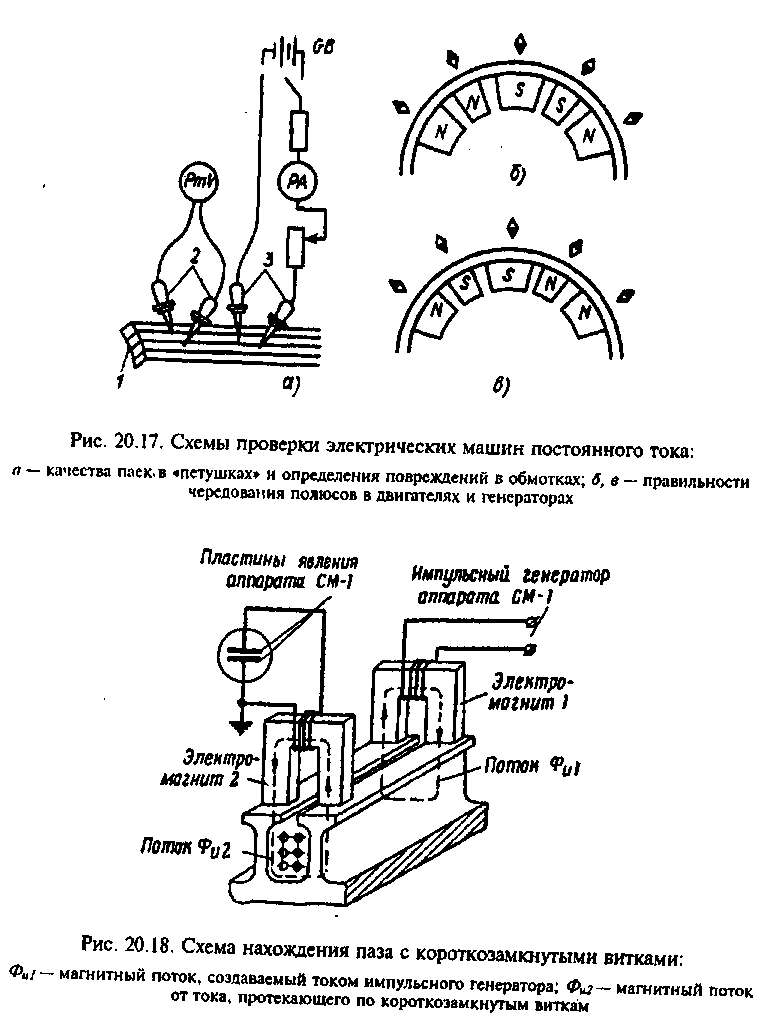 GB
PmV
PA
2
3
1
а)
N N S S N
б)
N S S N N
в)
Рис. 20.17. Схемы проверки электрических машин постоянного тока:
а — качества паек в «петушках» и определения повреждений в обмотках; б, в — правильности
чередования полюсов в двигателях и генераторах
Пластины явления
аппарата СМ-1
Импульсный генератор
аппарата СМ-1
Электро-
магнит 1
Электро-
магнит 2
Поток Фи1
Поток Фи2
Рис. 20.18. Схема нахождения паза с короткозамкнутыми витками:
Фи1 — магнитный поток, создаваемый током импульсного генератора; Фи2 — магнитный поток
от тока, протекающего по короткозамкнутым виткам